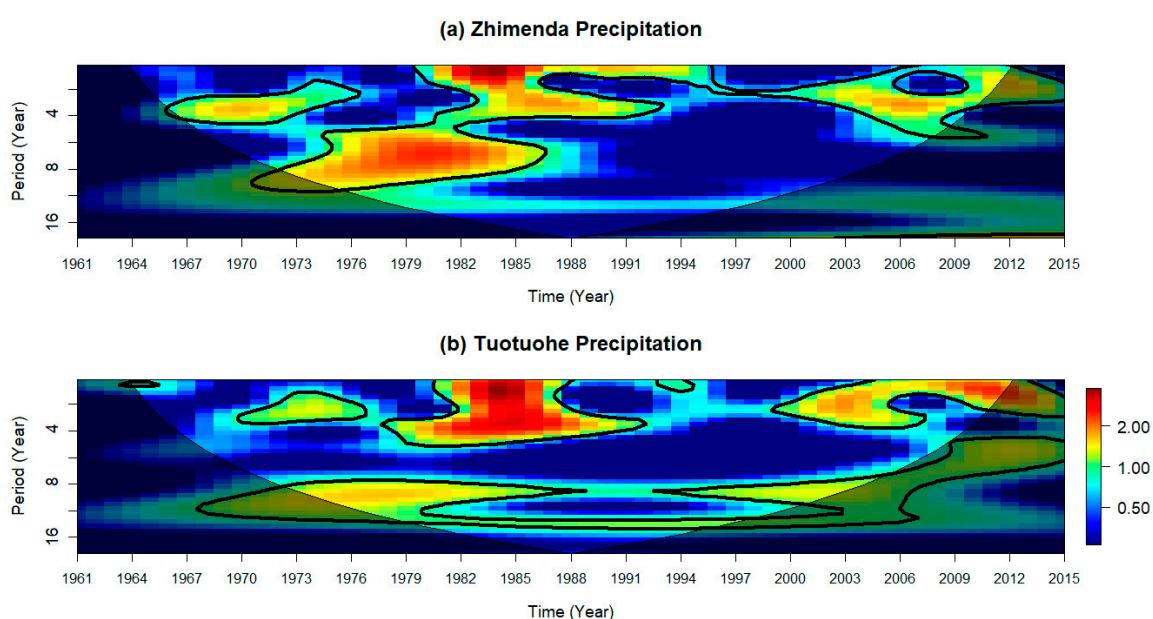 (a) Zhimenda Precipitation
Period (Year)
4
8
16
1961 1964 1967 1970 1973 1976 1979 1982 1985 1988 1991 1994 1997 2000 2003 2006 2009 2012 2015
Time (Year)
(b) Tuotuohe Precipitation
Period (Year)
4
8
16
2.00
1.00
0.50
1961 1964 1967 1970 1973 1976 1979 1982 1985 1988 1991 1994 1997 2000 2003 2006 2009 2012 2015
Time (Year)